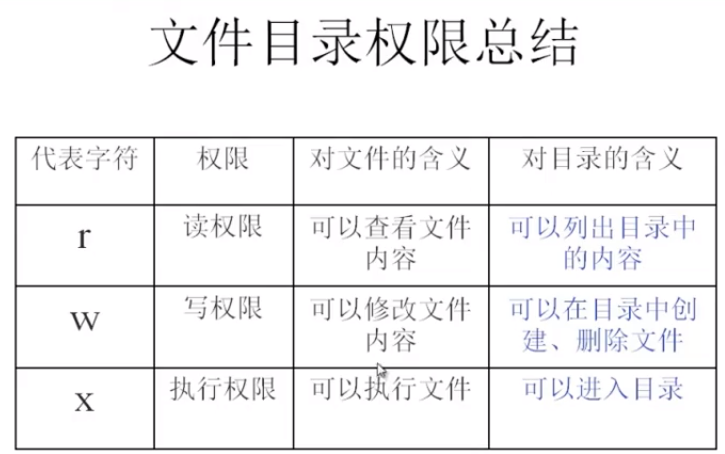 文件目录权限总结
代表字符 权限 对文件的含义 对目录的含义
r 读权限 可以查看文件内容 可以列出目录中的内容
w 写权限 可以修改文件内容 可以在目录中创建、删除文件
x 执行权限 可以执行文件 可以进入目录